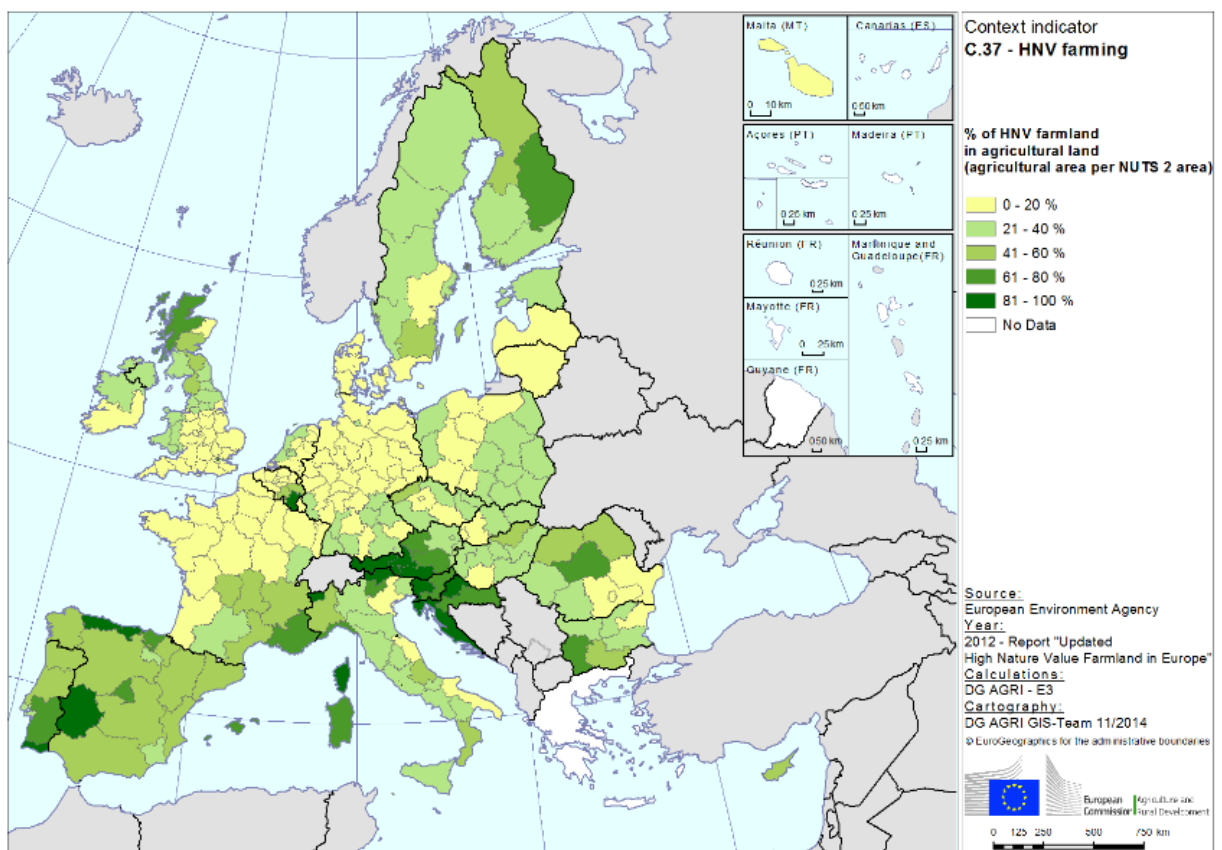 Malta (MT)
0 10 km
Canarias (ES)
0 50 km
Açores (PT)
0 25 km
Madeira (PT)
0 25 km
Réunion (FR)
0 25 km
Martinique and
Guadeloupe(FR)
0 25 km
Mayotte (FR)
0 25 km
Guyane (FR)
0 50 km
Context indicator
C.37 - HNV farming
% of HNV farmland
in agricultural land
(agricultural area per NUTS 2 area)
0 - 20 %
21 - 40 %
41 - 60 %
61 - 80 %
81 - 100 %
No Data
Source:
European Environment Agency
Year:
2012 - Report "Updated
High Nature Value Farmland in Europe"
Calculations:
DG AGRI - E3
Cartography:
DG AGRI GIS-Team 11/2014
© EuroGeographics for the administrative boundaries
European
Commission
Agriculture and
Rural Development
0 125 250 500 750 km